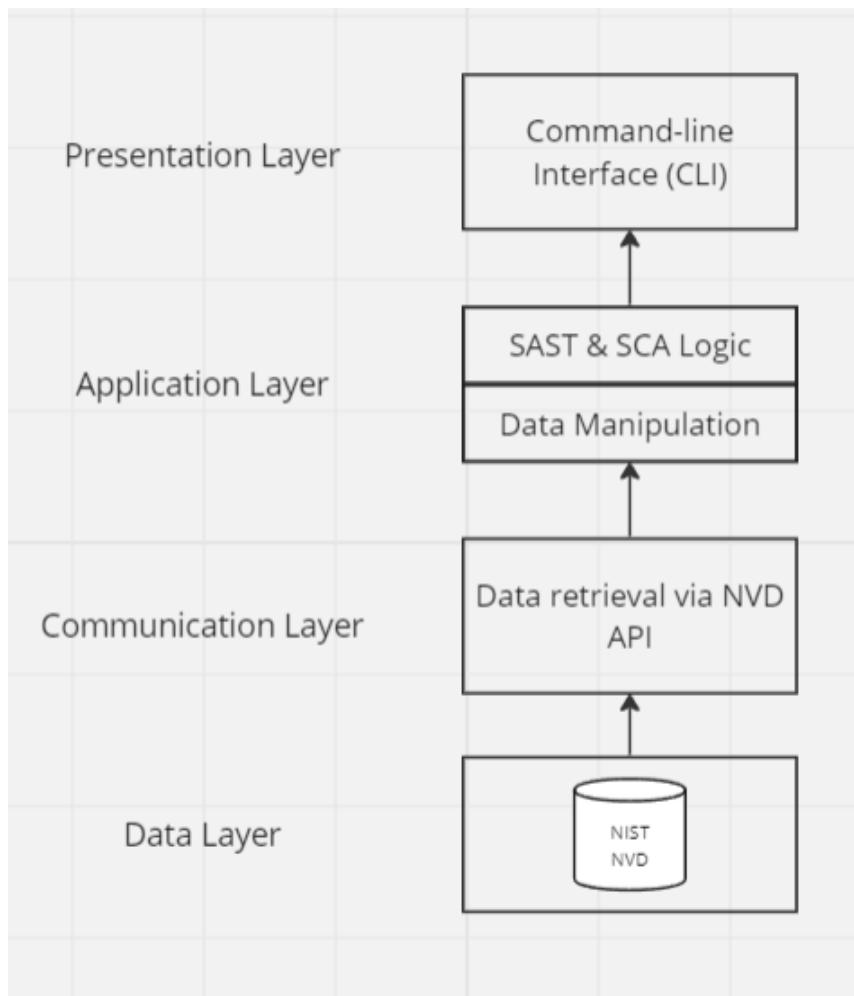 Presentation Layer
Command-line
Interface (CLI)
Application Layer
SAST & SCA Logic
Data Manipulation
Communication Layer
Data retrieval via NVD
API
Data Layer
NIST
NVD